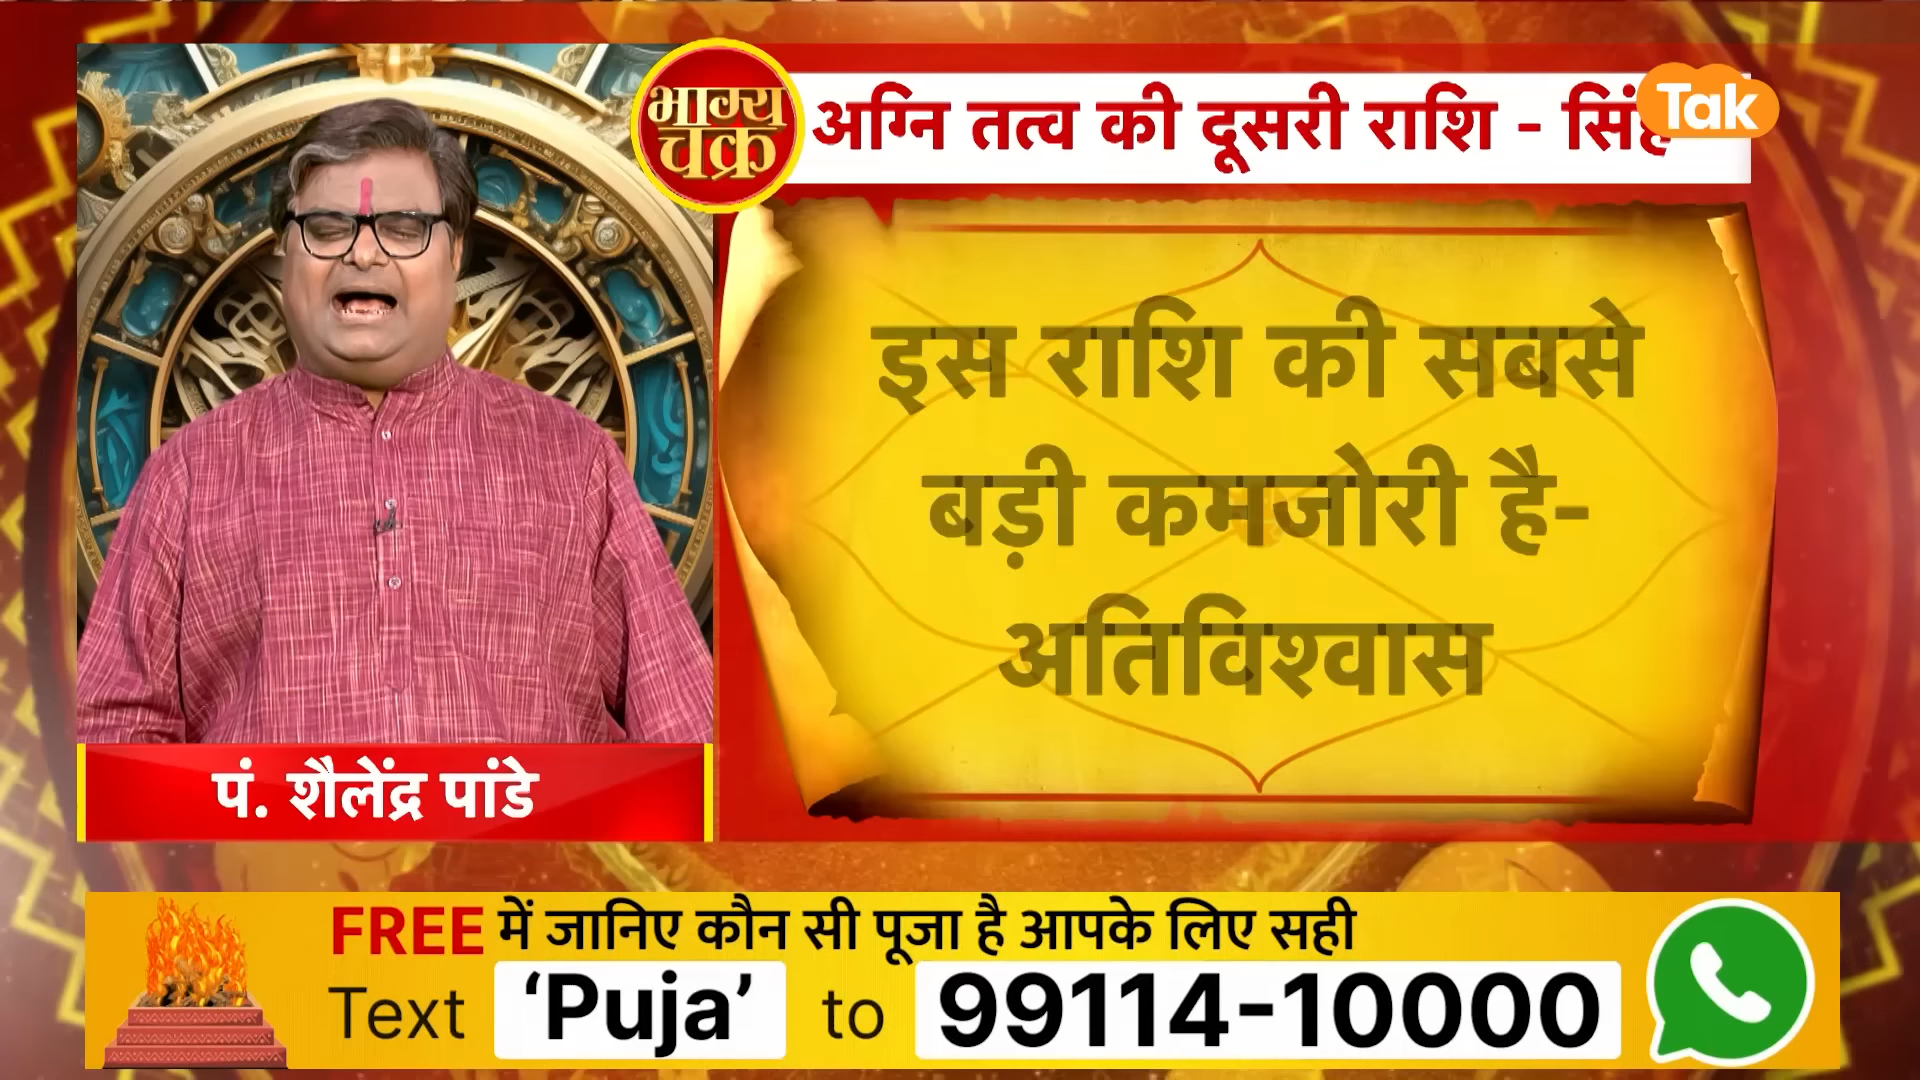 भाग्य
चक्र
अग्नि तत्व की दूसरी राशि - सिंह
Tak
इस राशि की सबसे
बड़ी कमजोरी है-
अतिविश्वास
पं. शैलेंद्र पांडे
FREE में जानिए कौन सी पूजा है आपके लिए सही
Text 'Puja' to 99114-10000